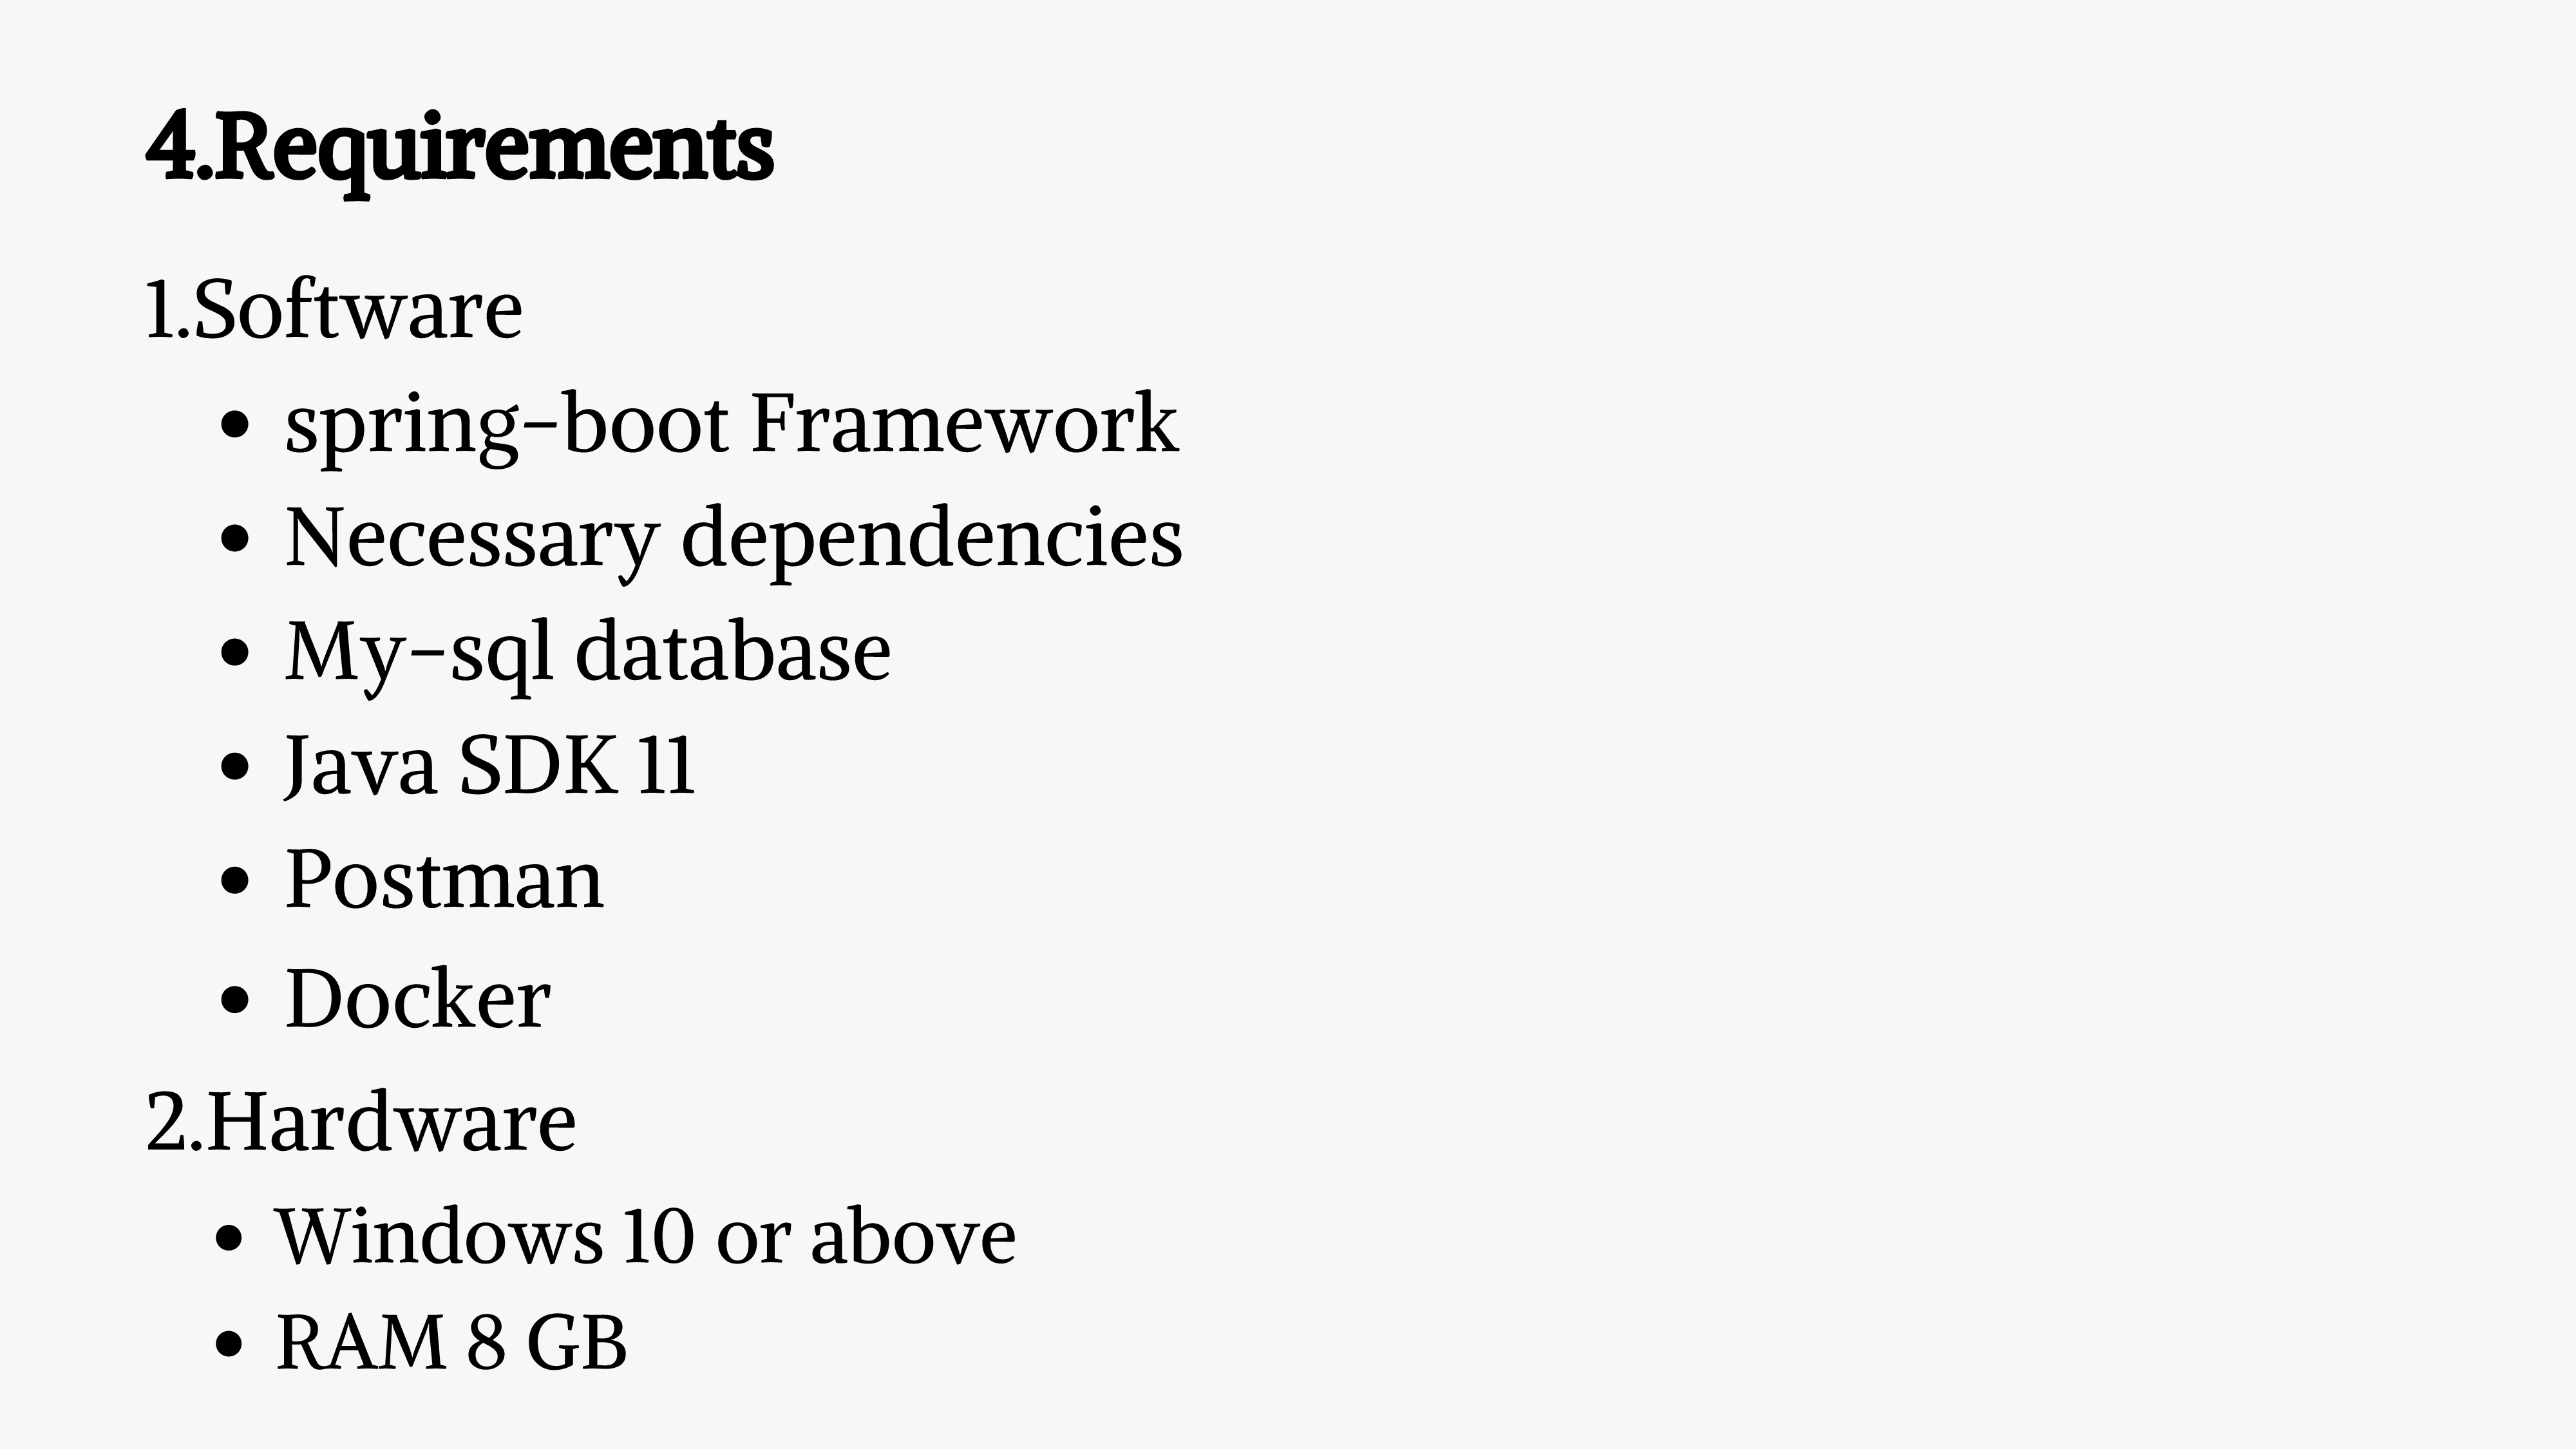 4.Requirements
1.Software
• spring-boot Framework
• Necessary dependencies
• My-sql database
• Java SDK 11
• Postman
• Docker
2.Hardware
• Windows 10 or above
• RAM 8 GB